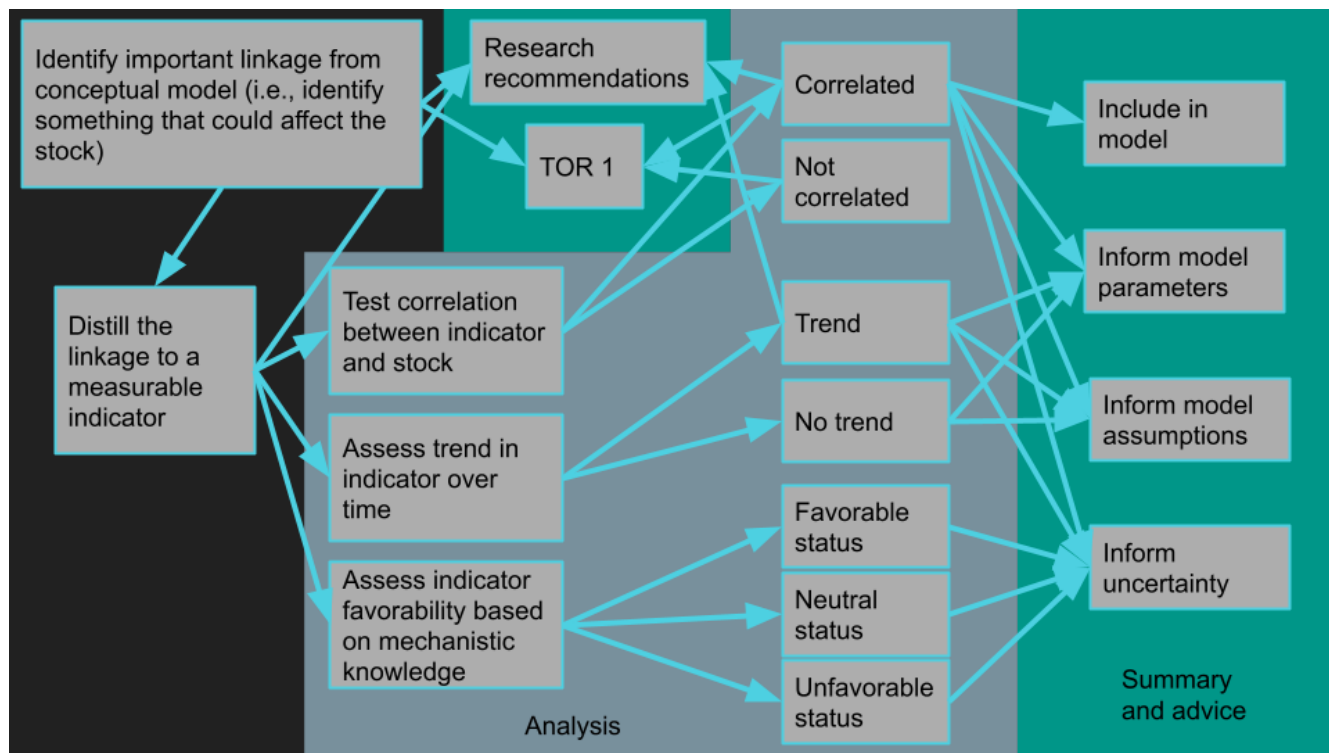 Identify important linkage from
conceptual model (i.e., identify
something that could affect the
stock)
Research
recommendations
TOR 1
Correlated
Not
correlated
Include in
model
Distill the
linkage to a
measurable
indicator
Test correlation
between indicator
and stock
Trend
Inform model
parameters
Assess trend in
indicator over
time
No trend
Inform model
assumptions
Assess indicator
favorability based
on mechanistic
knowledge
Favorable
status
Neutral
status
Unfavorable
status
Inform
uncertainty
Analysis
Summary
and advice